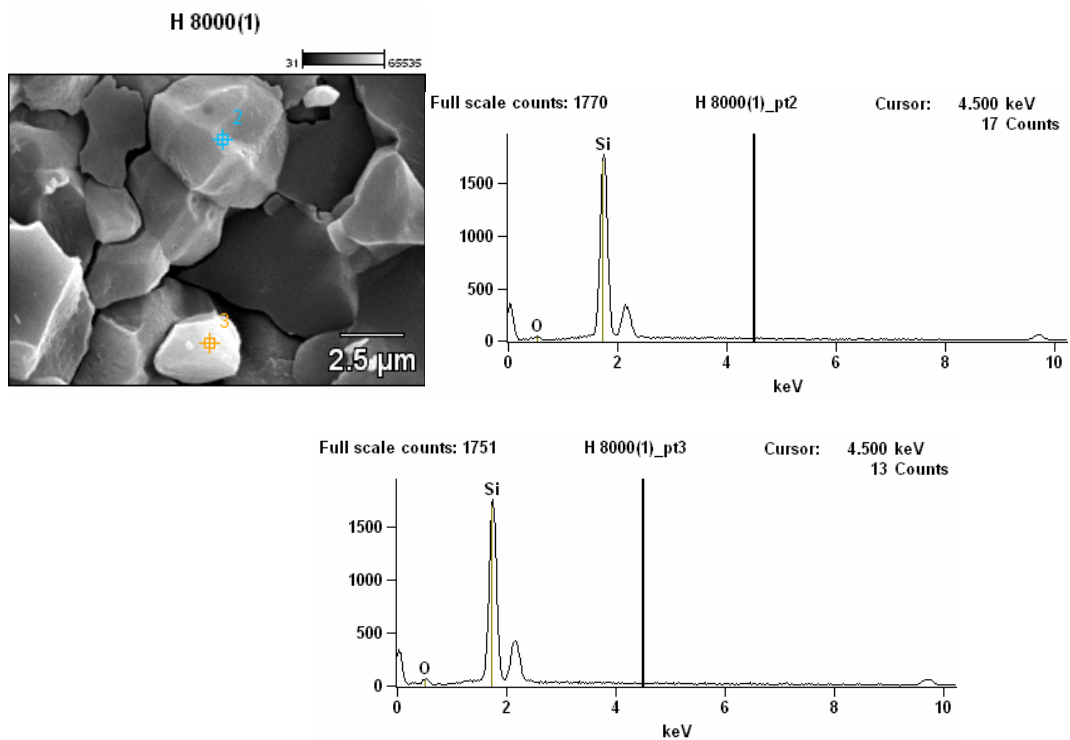 H 8000(1)
31 65535
2
3
2.5 µm
Full scale counts: 1770 H 8000(1)_pt2 Cursor: 4.500 keV
17 Counts
Si
1500
1000
500
O
0
0 2 4 6 8 10
keV
Full scale counts: 1751 H 8000(1)_pt3 Cursor: 4.500 keV
13 Counts
Si
1500
1000
500
O
0
0 2 4 6 8 10
keV